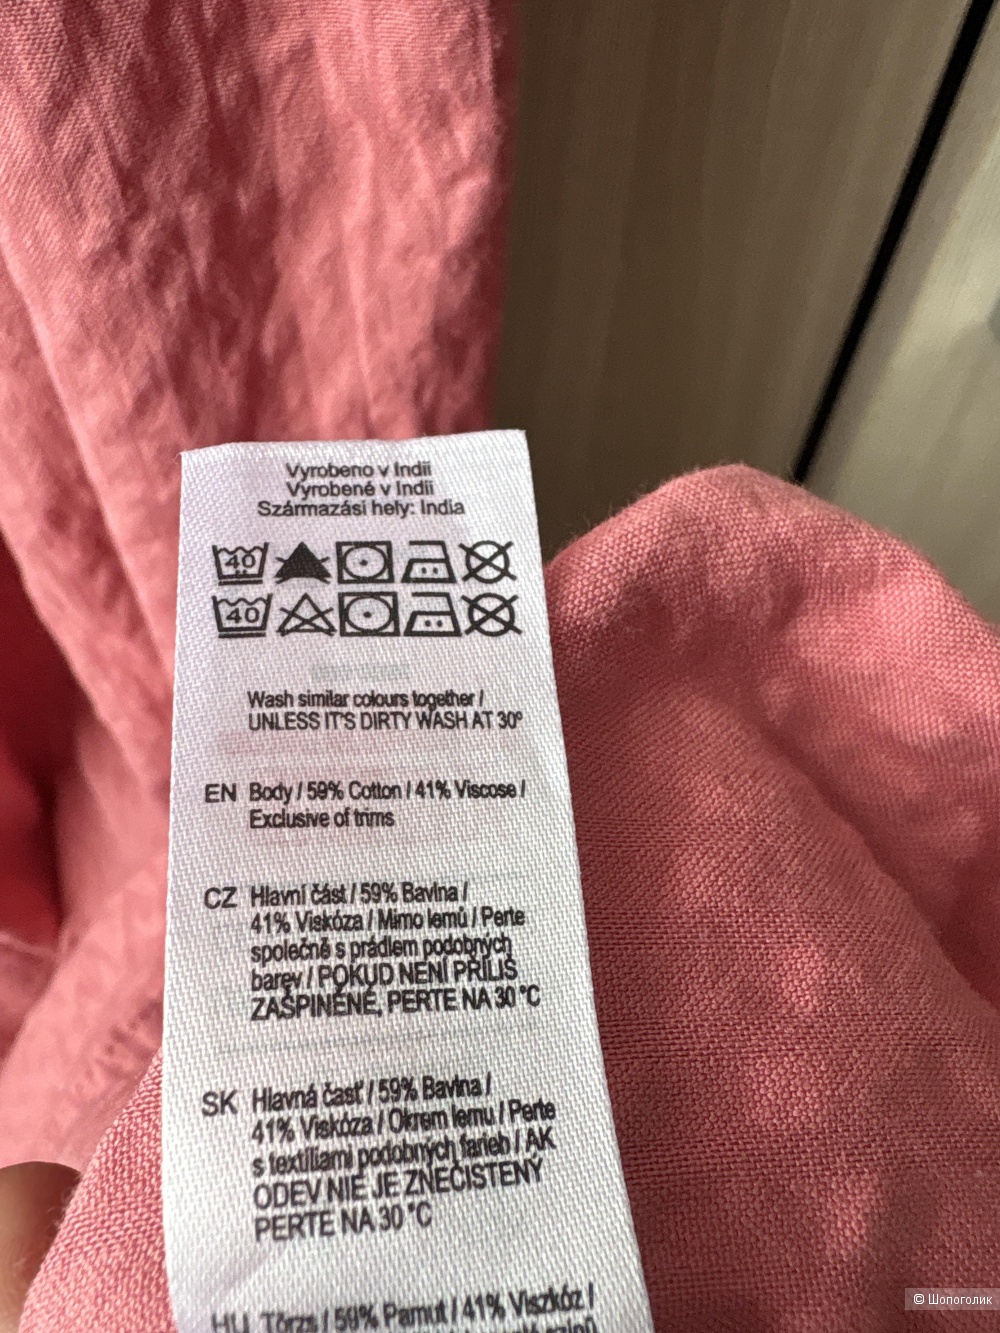 Vyrobeno v Indii
Vyrobené v Indii
Származási hely: India
40
40
Wash similar colours together /
UNLESS IT'S DIRTY WASH AT 30°
EN Body / 59% Cotton / 41% Viscose /
Exclusive of trims
CZ Hlavní část / 59% Bavlna /
41% Viskóza / Mimo lemů / Perte
společně s prádlem podobných
barev / POKUD NENÍ PŘÍLIŠ
ZAŠPINĚNÉ, PERTE NA 30 °C
SK Hlavná časť / 59% Bavlna /
41% Viskóza / Okrem lemu / Perte
s textíliami podobných farieb / AK
ODEV NIE JE ZNEČISTENÝ
PERTE NA 30 °C
HU Törzs / 59% Pamut / 41% Viszkóz /
© Шопоголик